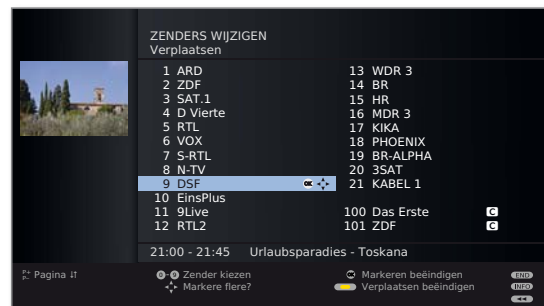 ZENDERS WIJZIGEN
Verplaatsen
1 ARD
2 ZDF
3 SAT.1
4 D Vierte
5 RTL
6 VOX
7 S-RTL
8 N-TV
9 DSF OK
10 EinsPlus
11 9Live
12 RTL2
13 WDR 3
14 BR
15 HR
16 MDR 3
17 KIKA
18 PHOENIX
19 BR-ALPHA
20 3SAT
21 KABEL 1
100 Das Erste C
101 ZDF C
21:00 - 21:45 Urlaubsparadies - Toskana
P+ P- Pagina
0-9 Zender kiezen
Markere flere?
OK Markeren beëindigen
Verplaatsen beëindigen
END
INFO